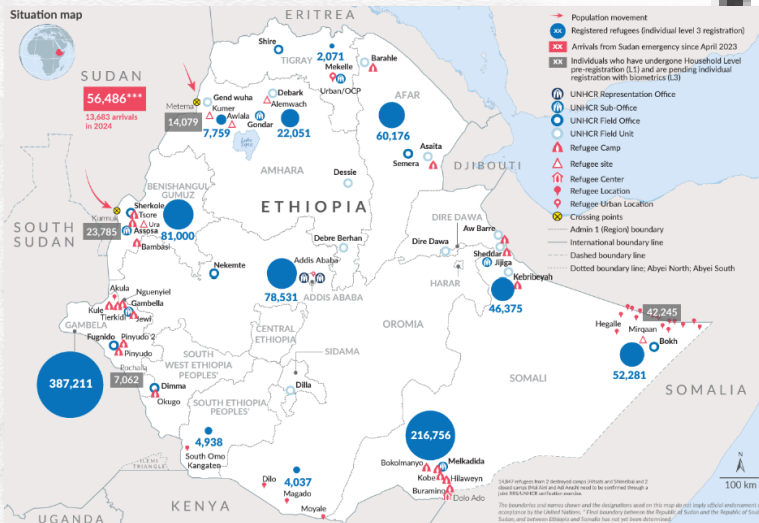 Situation map
ERITREA
SUDAN
56,486***
13,683 arrivals
in 2024
Shire
TIGRAY
2,071
Mekelle
Urban/OCP
Barahle
AFAR
Metema
14,079
Gend wuha
Kumer
Awlala
7,759
Debark
Alemwach
Gondar
22,051
Lake
Tana
60,176
Asaita
Semera
DJIBOUTI
AMHARA
Dessie
BENISHANGUL
GUMUZ
ETHIOPIA
Kurmuk
23,785
Sherkole
Tsore
Ura
Assosa
Bambasi
81,000
SOUTH
SUDAN
Debre Berhan
DIRE DAWA
Dire Dawa
Aw Barre
Sheddar
Jijiga
Kebribeyah
HARAR
46,375
Nekemte
Addis Ababa
ADDIS ABABA
78,531
Akula
Nguenyiel
Kule
Tierkidi
Gambella
Jewi
GAMBELA
Fugnido
Pinyudo 2
Pinyudo
Pochala
7,062
387,211
Dimma
Okugo
CENTRAL
ETHIOPIA
OROMIA
SOUTH
WEST ETHIOPIA
PEOPLES'
SIDAMA
SOUTH ETHIOPIA
PEOPLES'
Dilla
SOMALI
42,245
Hegalle
Mirqaan
Bokh
52,281
SOMALIA
4,938
South Omo
Kangaten
ILEMI
TRIANGLE
4,037
Dilo
Magado
Moyale
216,756
Bokolmanyo
Melkadida
Kobe
Hilaweyn
Buramino
Dolo Ado
KENYA
UGANDA
Population movement
xx Registered refugees (individual level 3 registration)
xx Arrivals from Sudan emergency since April 2023
xx Individuals who have undergone Household Level
pre-registration (L1) and are pending individual
registration with biometrics (L3)
UNHCR Representation Office
UNHCR Sub-Office
UNHCR Field Office
UNHCR Field Unit
Refugee Camp
Refugee site
Refugee Center
Refugee Location
Refugee Urban Location
Crossing points
Admin 1 (Region) boundary
International boundary line
Dashed boundary line
Dotted boundary line; Abyei North; Abyei South
N
100 km